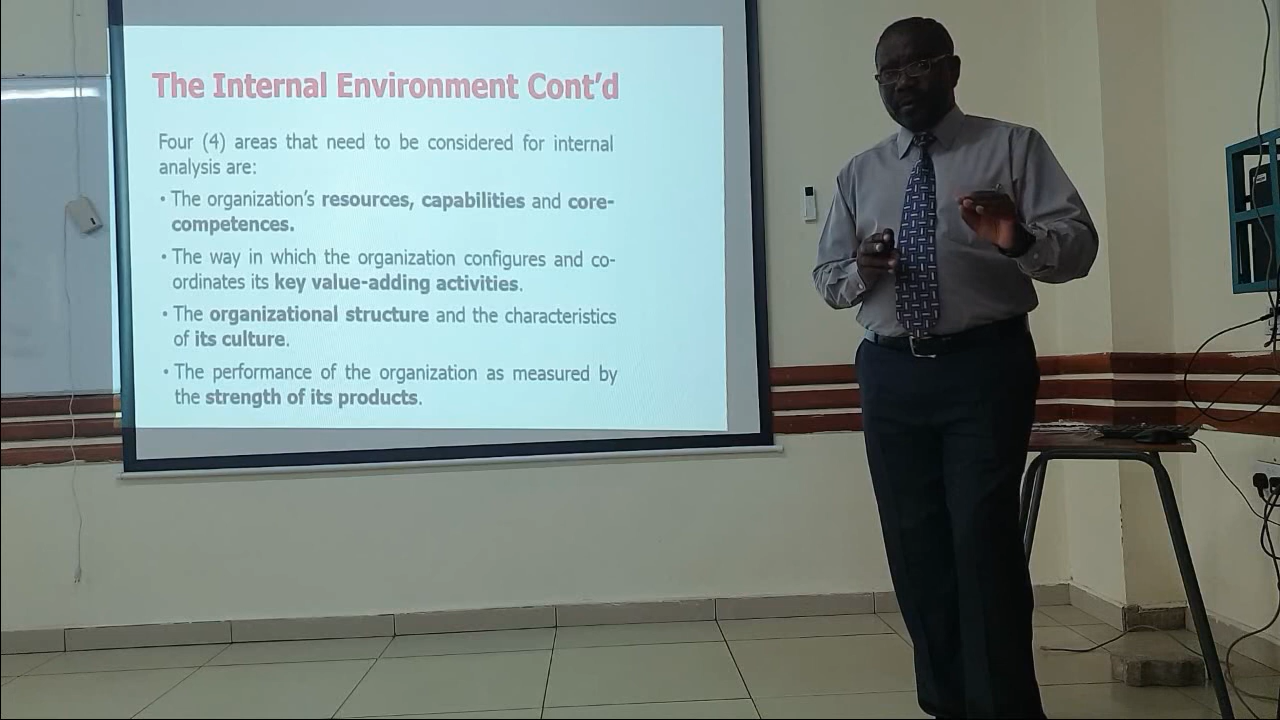 The Internal Environment Cont'd
Four (4) areas that need to be considered for internal
analysis are:
• The organization's resources, capabilities and core-
competences.
• The way in which the organization configures and co-
ordinates its key value-adding activities.
• The organizational structure and the characteristics
of its culture.
• The performance of the organization as measured by
the strength of its products.